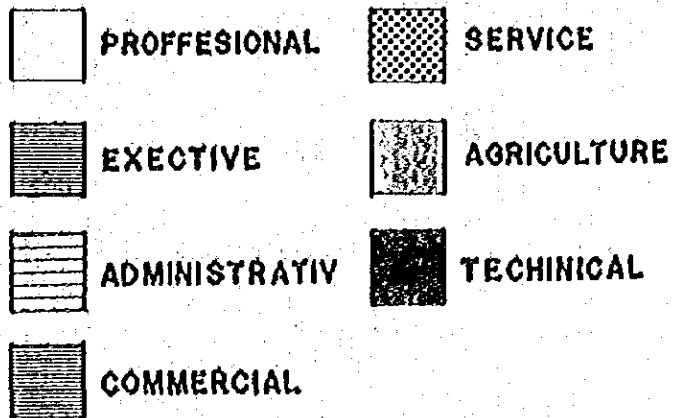 PROFFESIONAL
EXECTIVE
ADMINISTRATIV
COMMERCIAL
SERVICE
AGRICULTURE
TECHINICAL